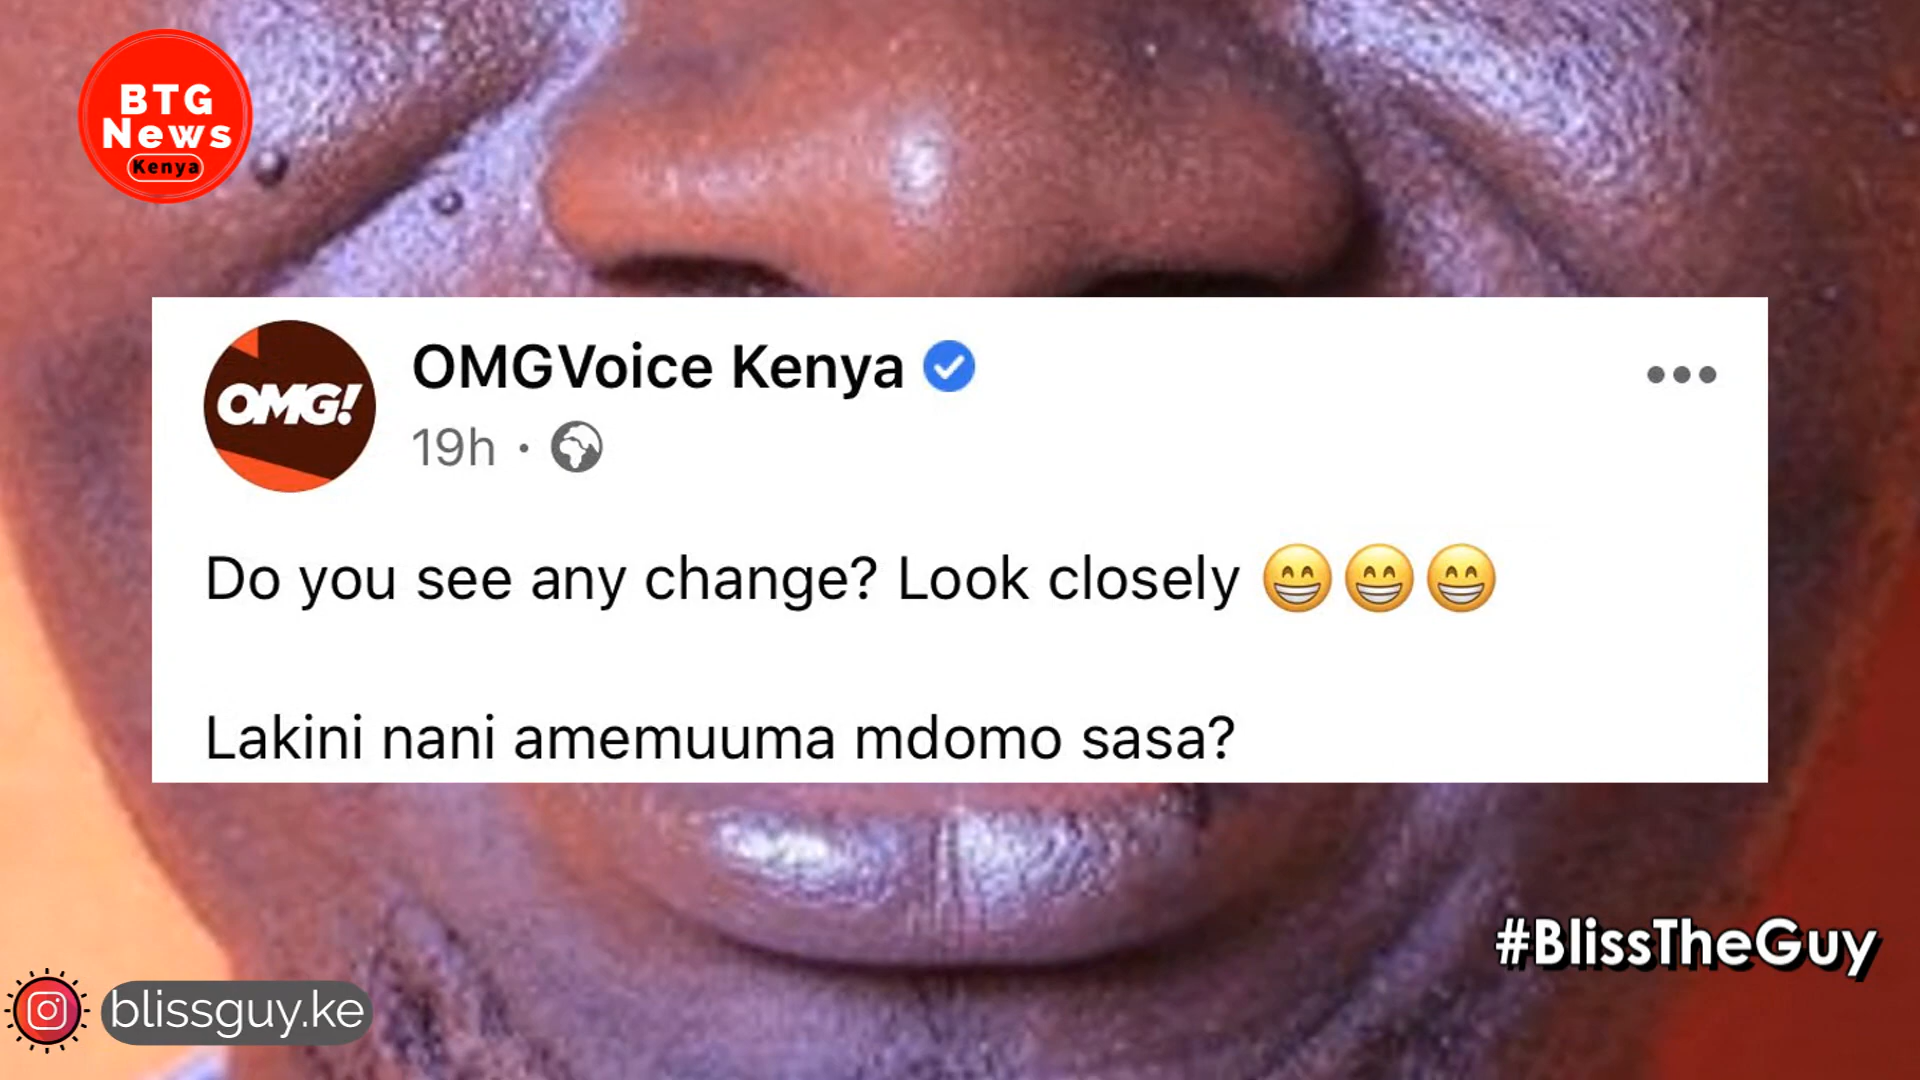 BTG
News
Kenya
OMG!
OMGVoice Kenya
19h ·
Do you see any change? Look closely 😁😁😁
Lakini nani amemuuma mdomo sasa?
#BlissTheGuy
blissguy.ke